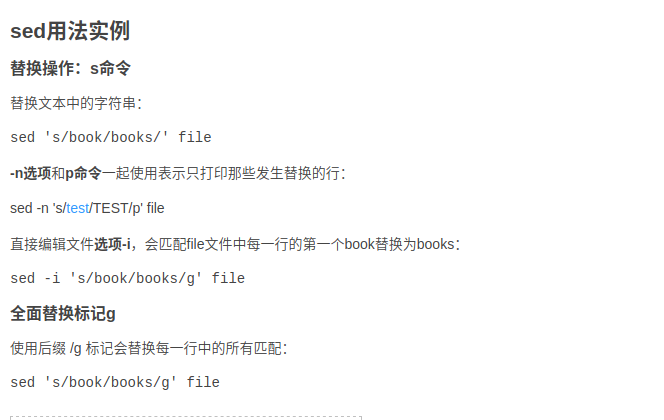 sed用法实例
替换操作：s命令
替换文本中的字符串：
sed 's/book/books/' file
-n选项和p命令一起使用表示只打印那些发生替换的行：
sed -n 's/test/TEST/p' file
直接编辑文件选项-i，会匹配file文件中每一行的第一个book替换为books：
sed -i 's/book/books/g' file
全面替换标记g
使用后缀 /g 标记会替换每一行中的所有匹配：
sed 's/book/books/g' file